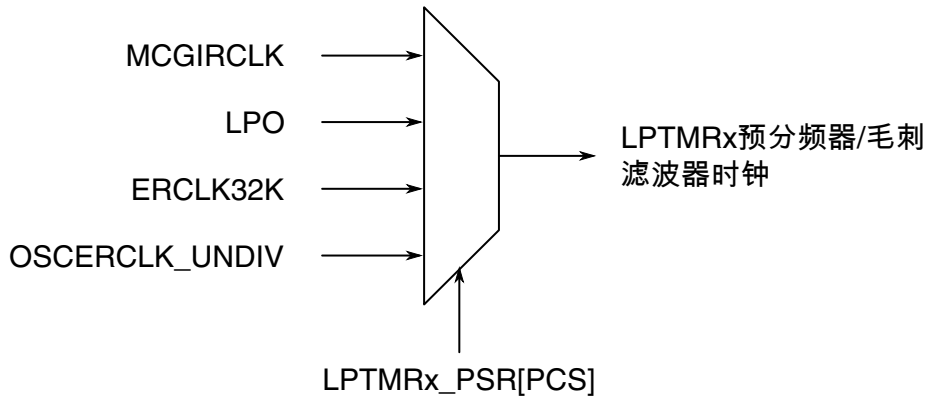 MCGIRCLK
LPO
ERCLK32K
OSCERCLK_UNDIV
LPTMRx预分频器/毛刺
滤波器时钟
LPTMRx_PSR[PCS]